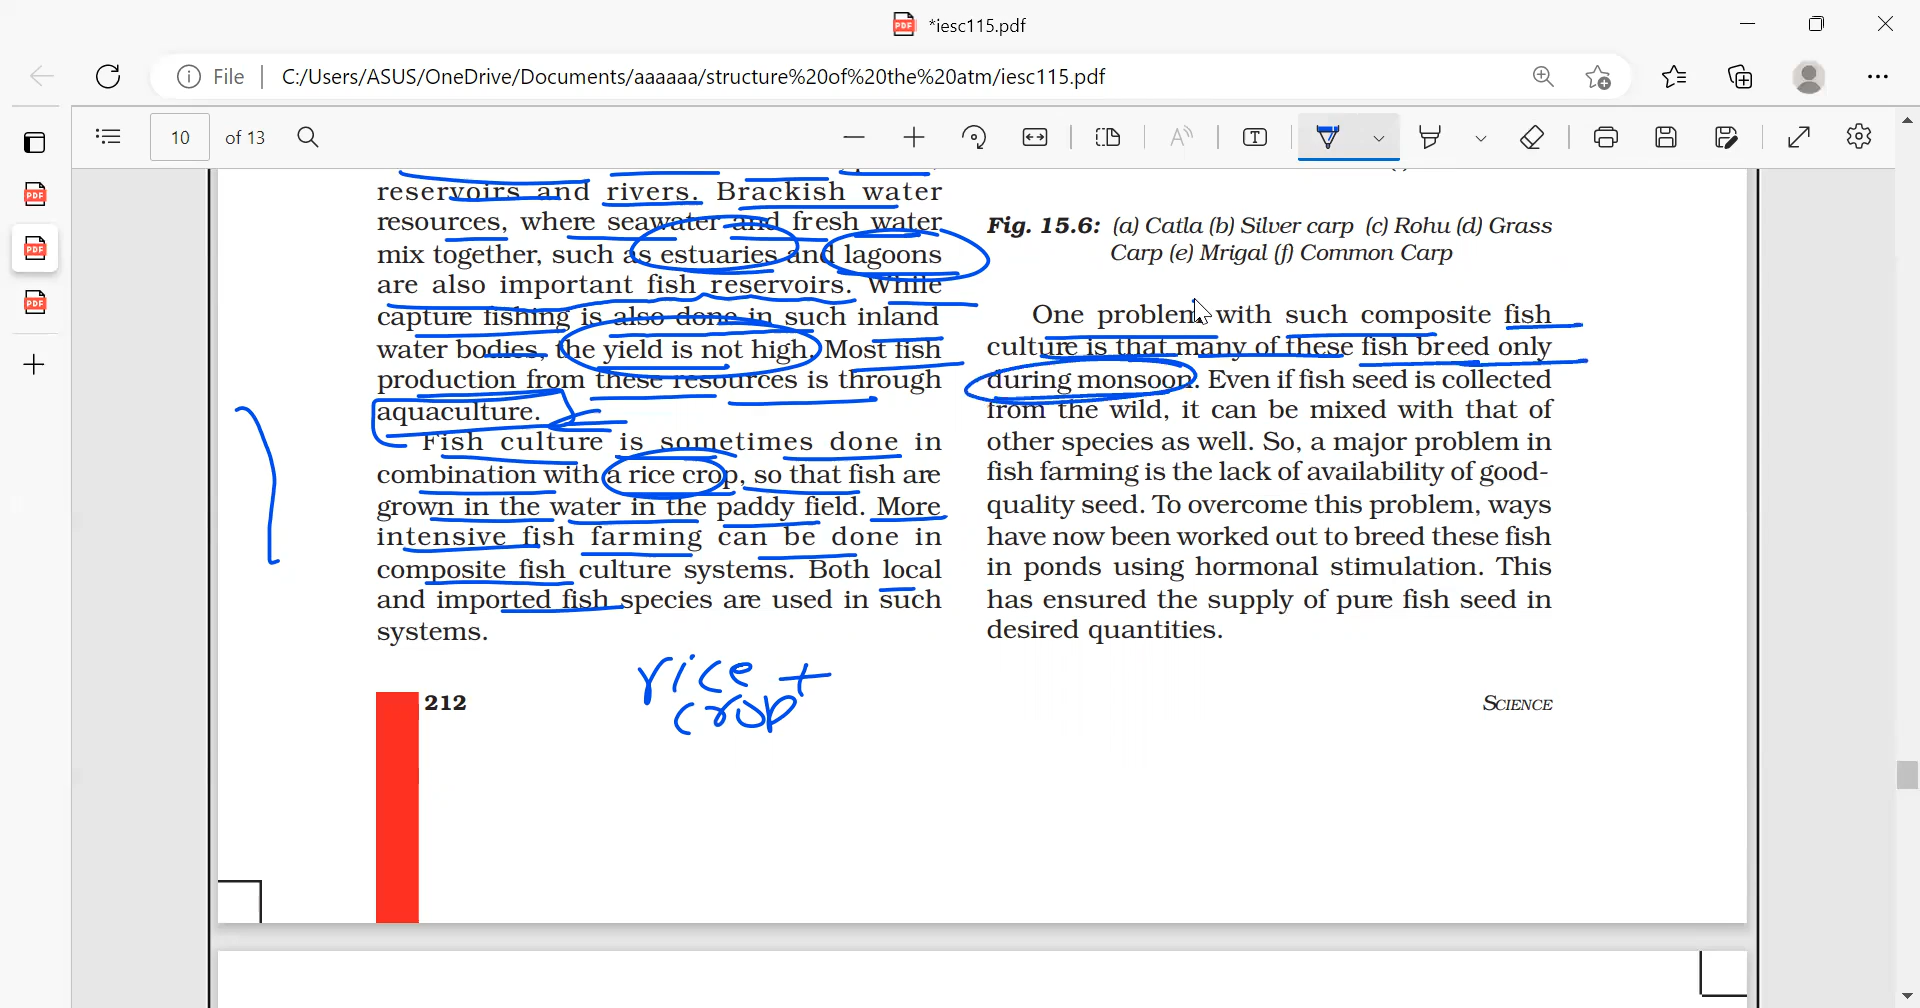 *iesc115.pdf
File
C:/Users/ASUS/OneDrive/Documents/aaaaaa/structure%20of%20the%20atm/iesc115.pdf
10 of 13
reservoirs and rivers. Brackish water
resources, where seawater and fresh water
mix together, such as estuaries and lagoons
are also important fish reservoirs. While
capture fishing is also done in such inland
water bodies, the yield is not high. Most fish
production from these resources is through
aquaculture.
Fish culture is sometimes done in
combination with a rice crop, so that fish are
grown in the water in the paddy field. More
intensive fish farming can be done in
composite fish culture systems. Both local
and imported fish species are used in such
systems.
rice +
crop
212
Fig. 15.6: (a) Catla (b) Silver carp (c) Rohu (d) Grass
Carp (e) Mrigal (f) Common Carp
One problem with such composite fish
culture is that many of these fish breed only
during monsoon. Even if fish seed is collected
from the wild, it can be mixed with that of
other species as well. So, a major problem in
fish farming is the lack of availability of good-
quality seed. To overcome this problem, ways
have now been worked out to breed these fish
in ponds using hormonal stimulation. This
has ensured the supply of pure fish seed in
desired quantities.
SCIENCE